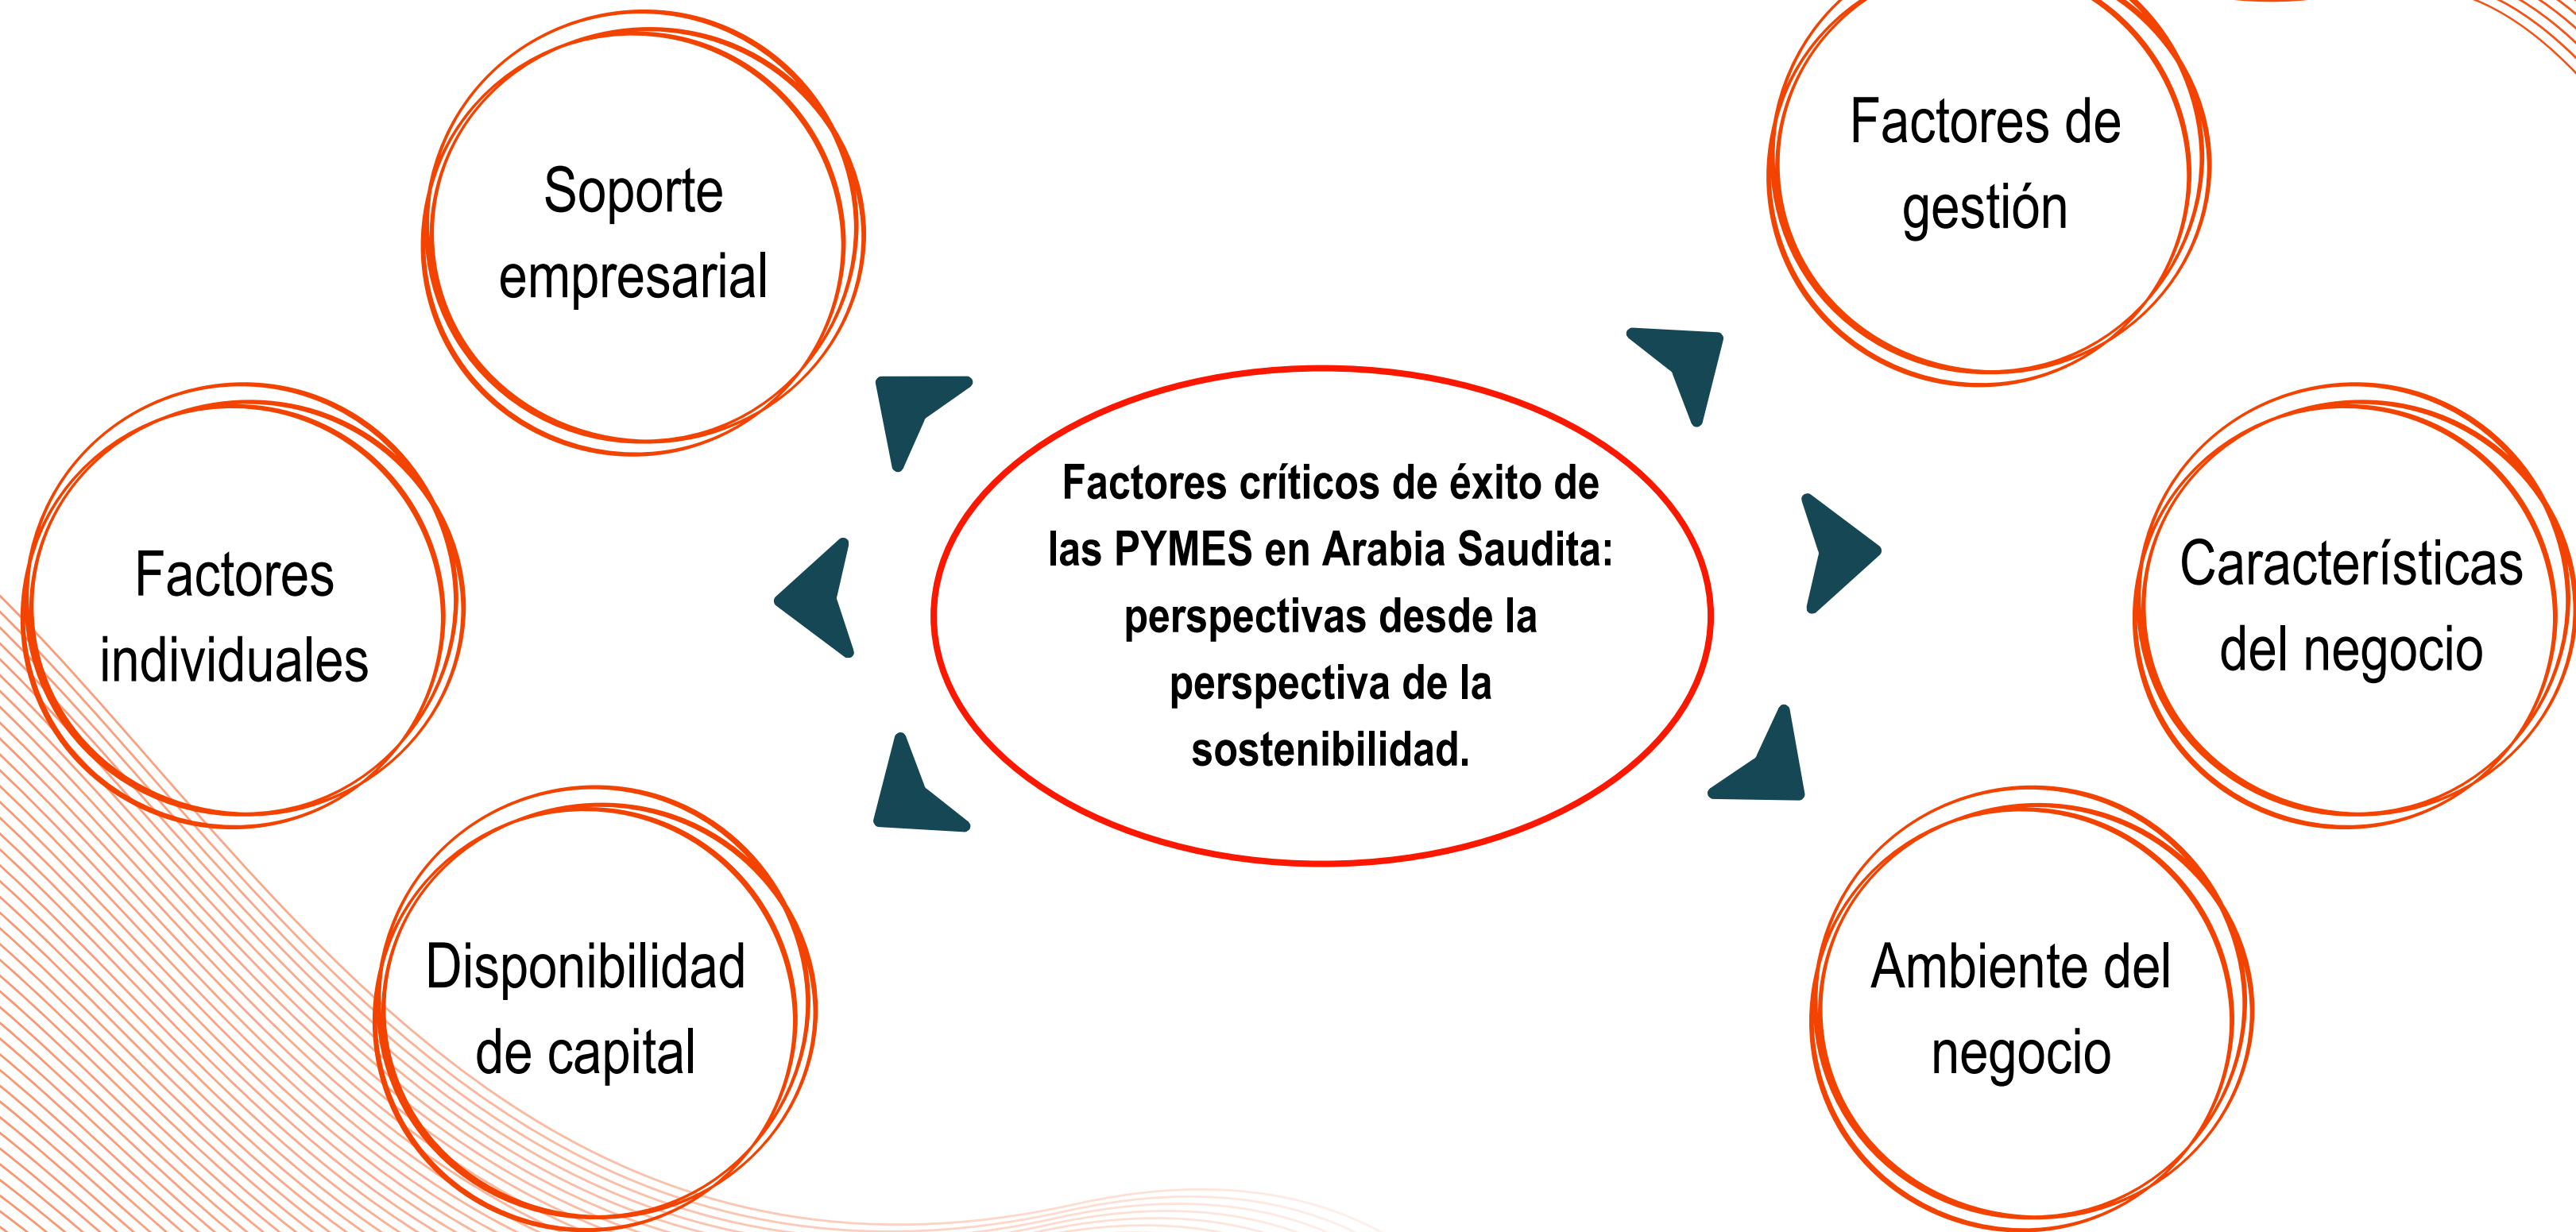 Soporte
empresarial
Factores de
gestión
Factores
individuales
Factores críticos de éxito de
las PYMES en Arabia Saudita:
perspectivas desde la
perspectiva de la
sostenibilidad.
Características
del negocio
Disponibilidad
de capital
Ambiente del
negocio